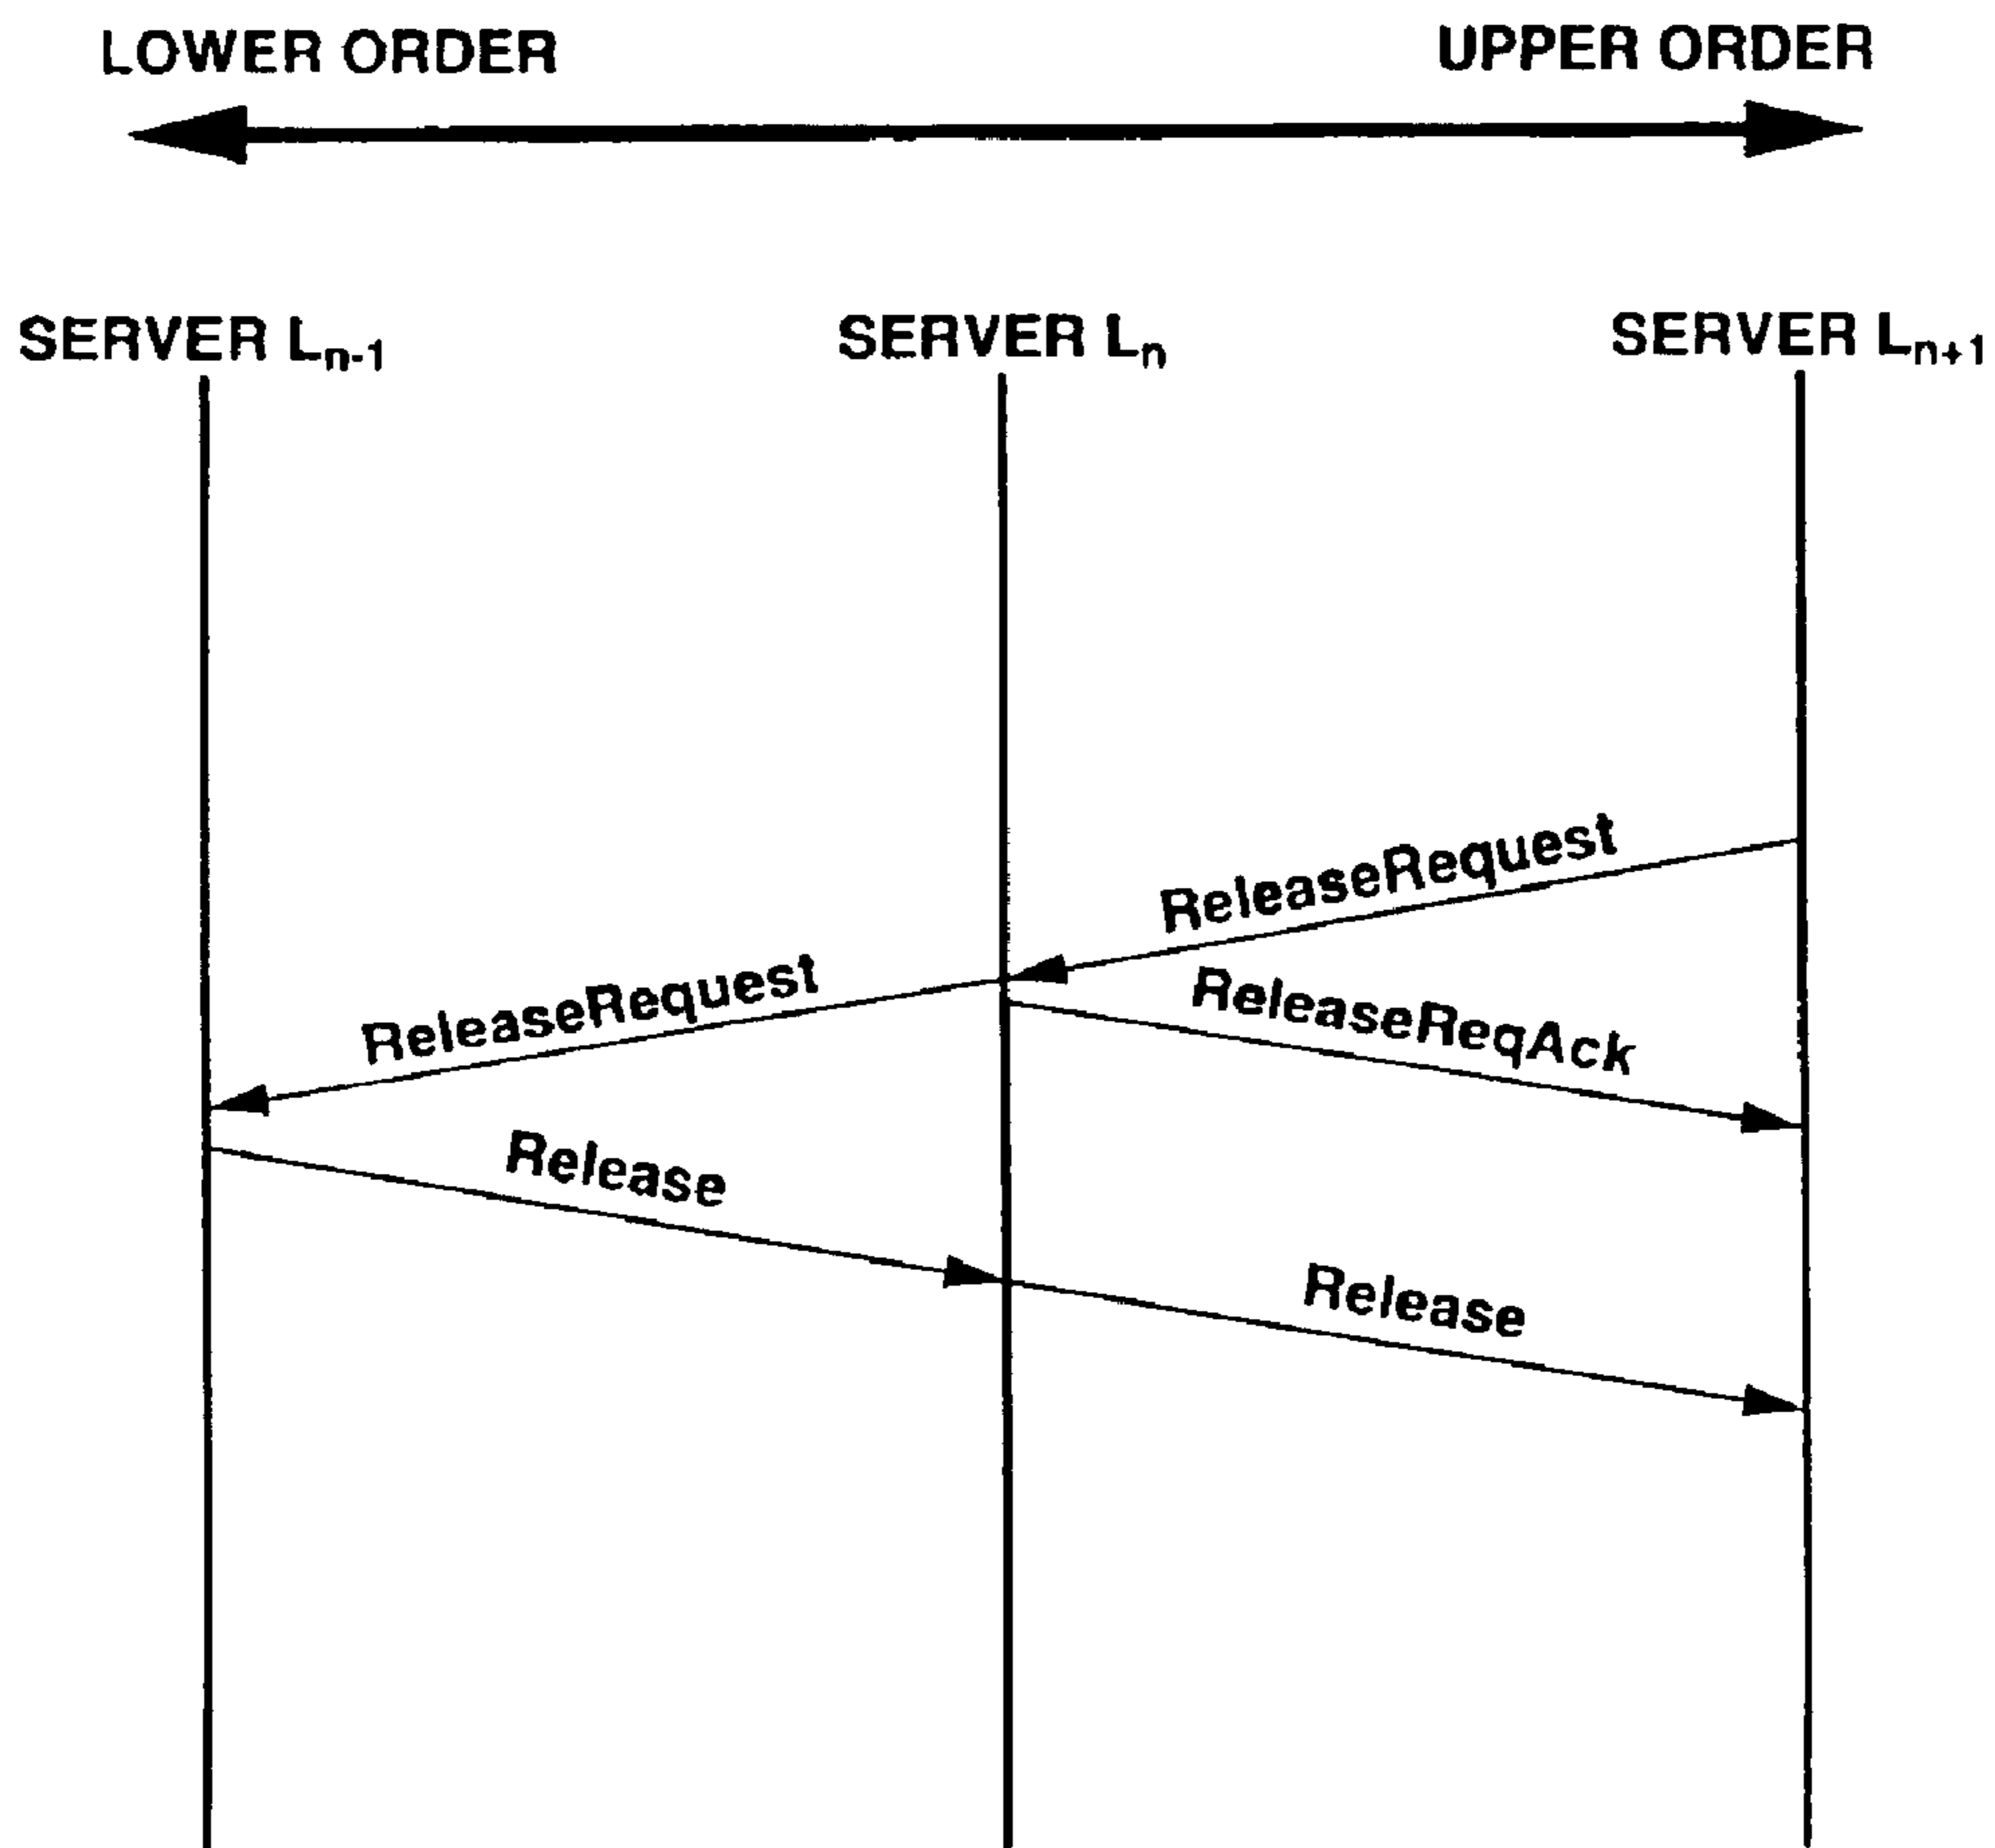 LOWER ORDER
UPPER ORDER
SERVER Ln-1
SERVER Ln
SERVER Ln+1
ReleaseRequest
ReleaseRequest
ReleaseReqAck
Release
Release